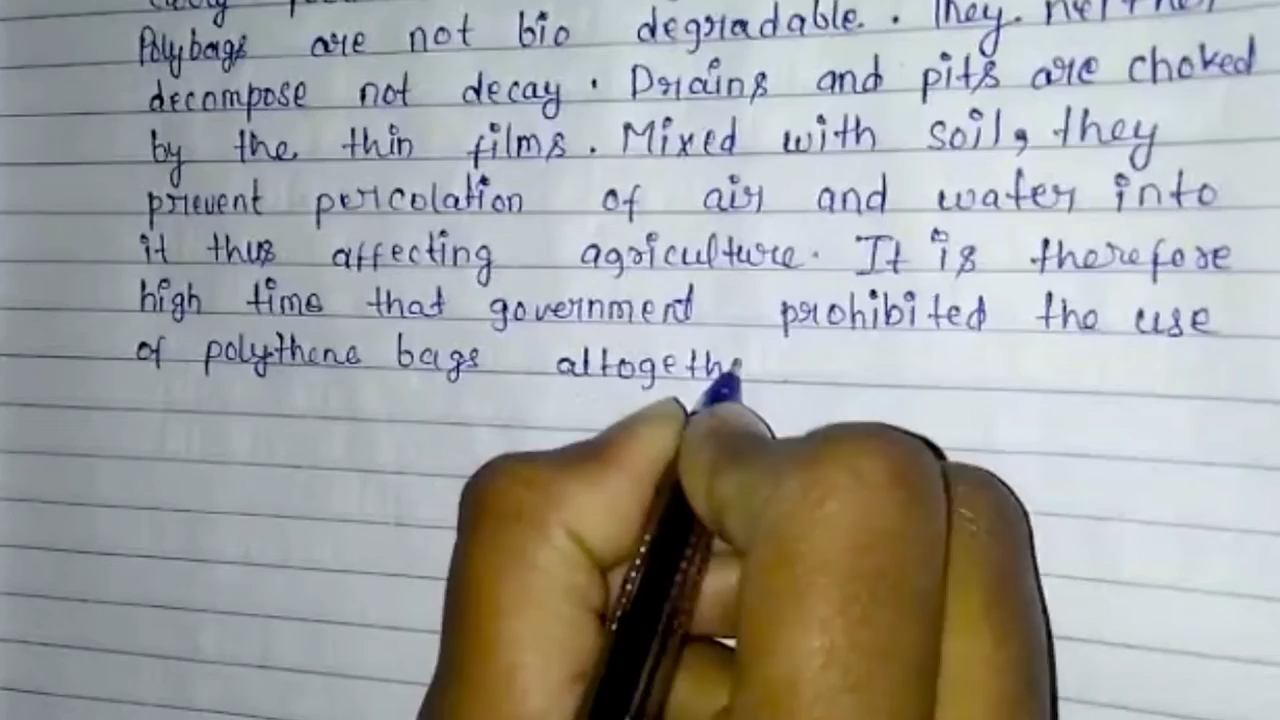 Polybags are not bio degradable. They neither
decompose not decay. Drains and pits are choked
by the thin films. Mixed with soil, they
prevent percolation of air and water into
it thus affecting agriculture. It is therefore
high time that government prohibited the use
of polythene bags altogethe